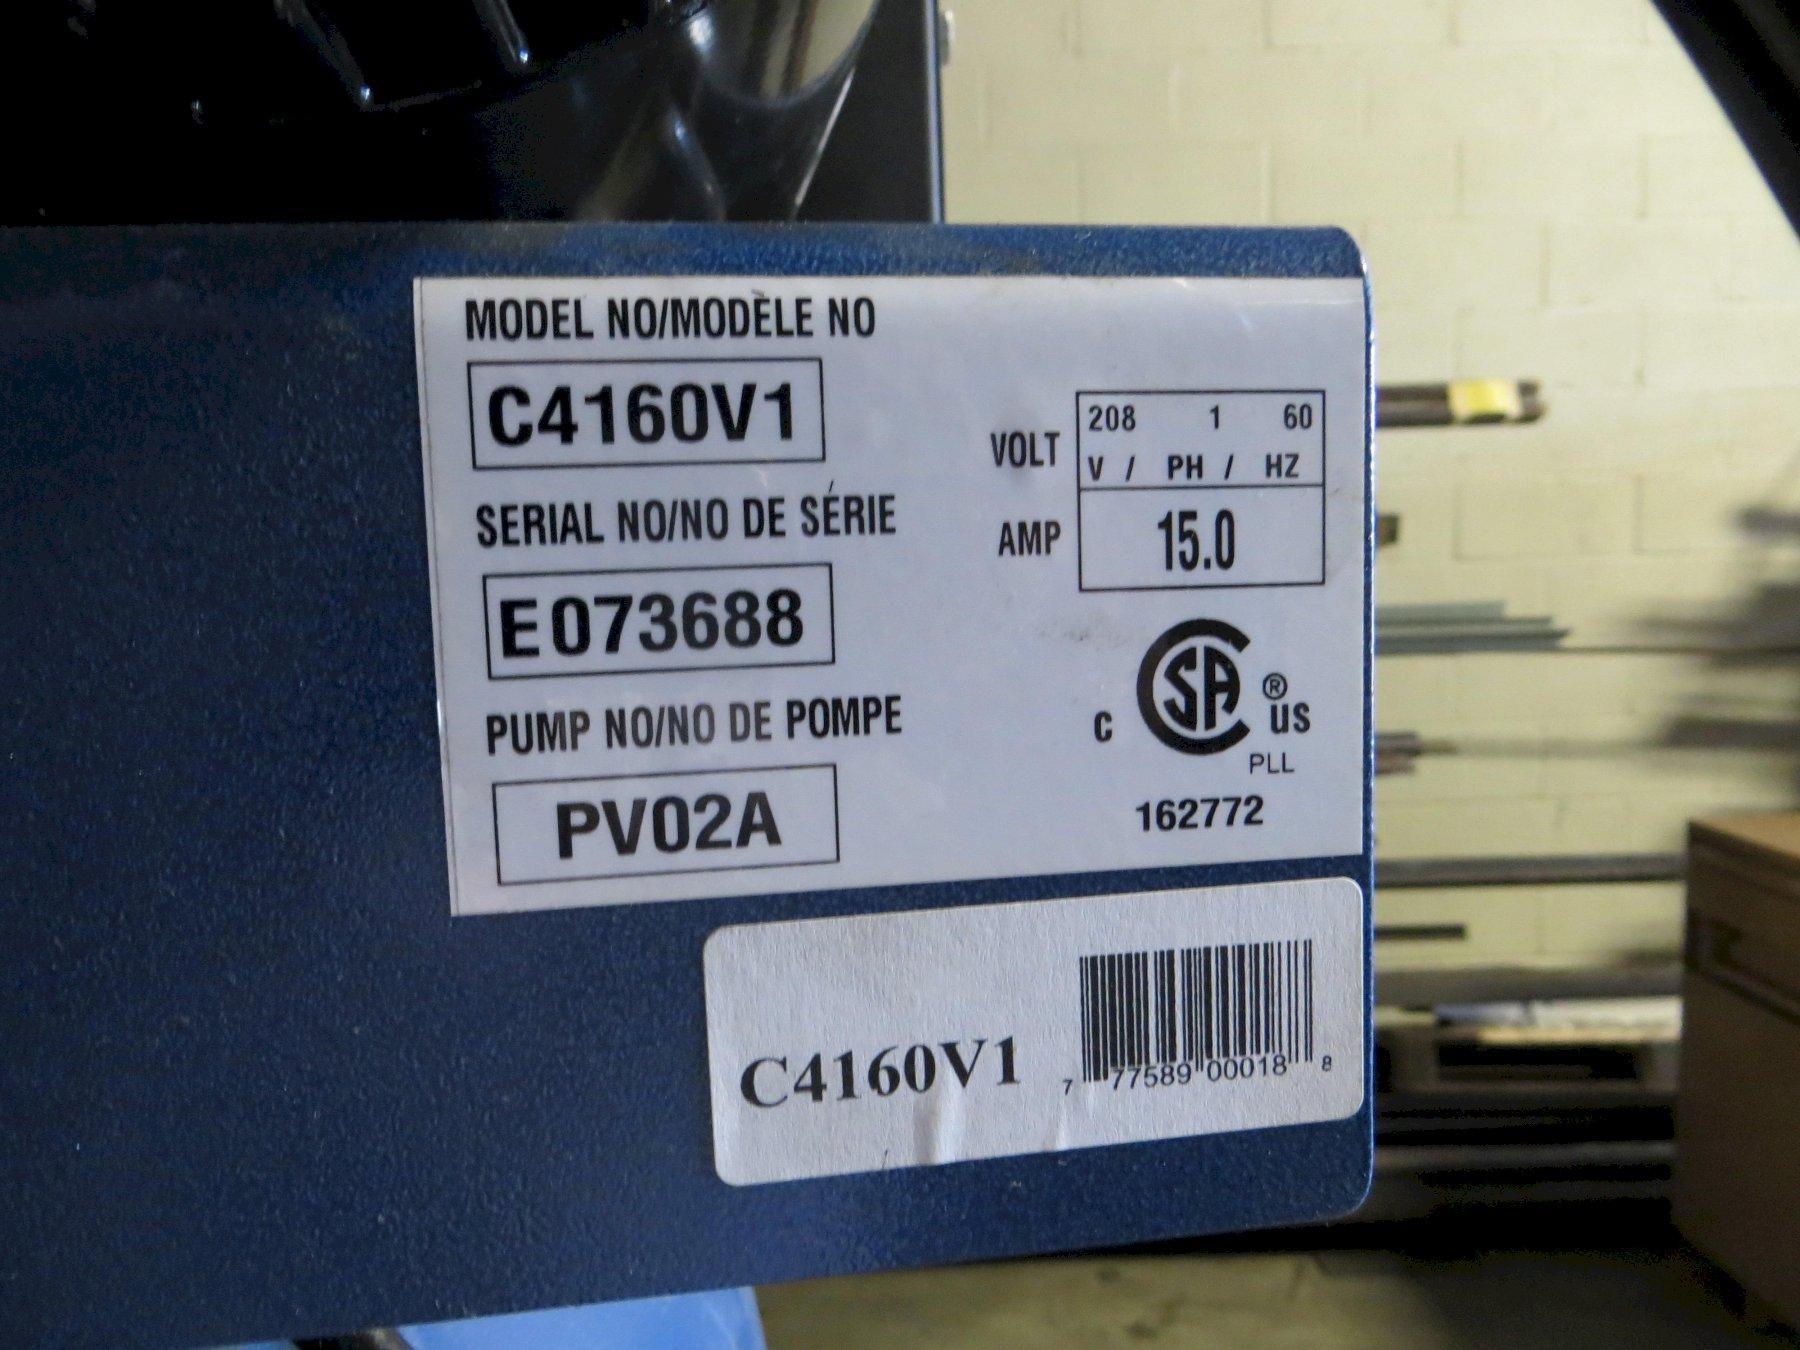 MODEL NO/MODÈLE NO
C4160V1
SERIAL NO/NO DE SÉRIE
E073688
PUMP NO/NO DE POMPE
PV02A
VOLT
208 1 60
V / PH / HZ
AMP
15.0
C SA ® US
PLL
162772
C4160V1
7 77589 00018 8